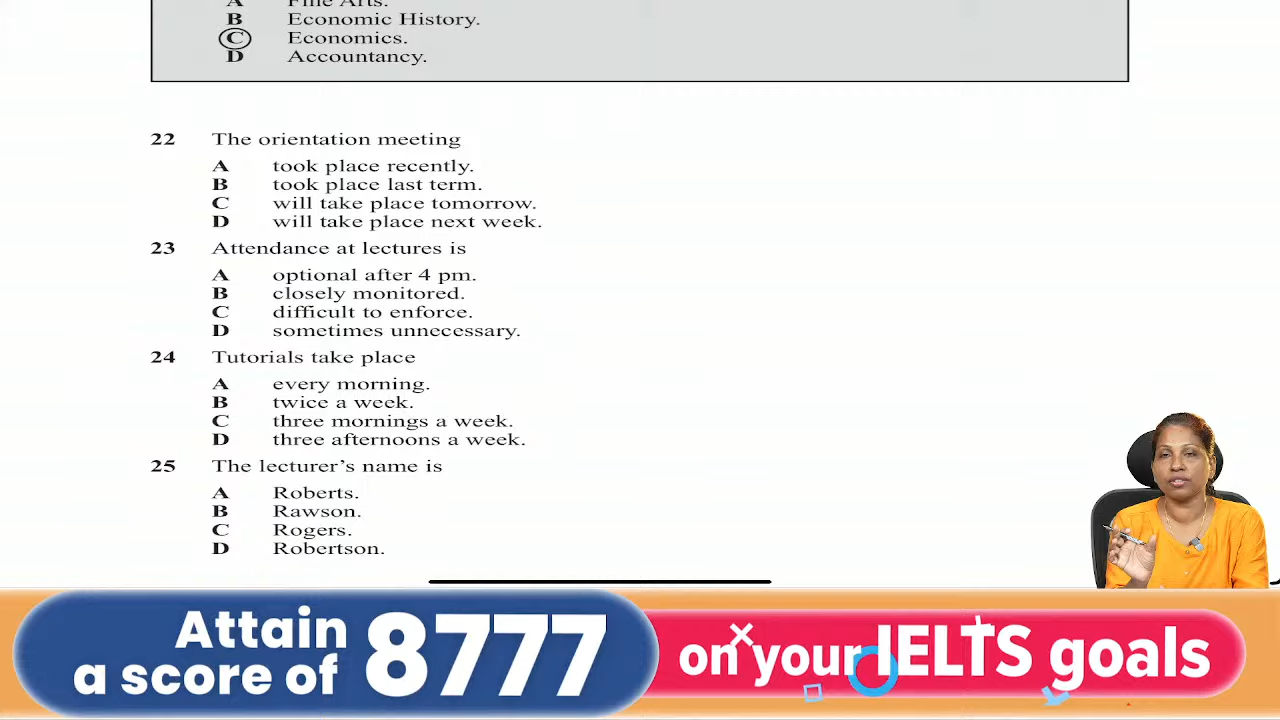 A Fine Arts.
B Economic History.
C Economics.
D Accountancy.
22 The orientation meeting
A took place recently.
B took place last term.
C will take place tomorrow.
D will take place next week.
23 Attendance at lectures is
A optional after 4 pm.
B closely monitored.
C difficult to enforce.
D sometimes unnecessary.
24 Tutorials take place
A every morning.
B twice a week.
C three mornings a week.
D three afternoons a week.
25 The lecturer's name is
A Roberts.
B Rawson.
C Rogers.
D Robertson.
Attain
a score of 8777
on your IELTS goals